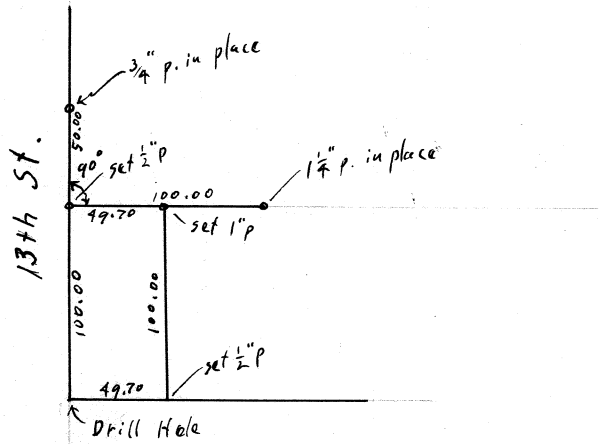 3/4" p. in place
50.00
13th St.
90°
set 1/2" p
1 1/4" p. in place
100.00
49.70
set 1" p
100.00
100.00
set 1/2" p
49.70
Drill Hole